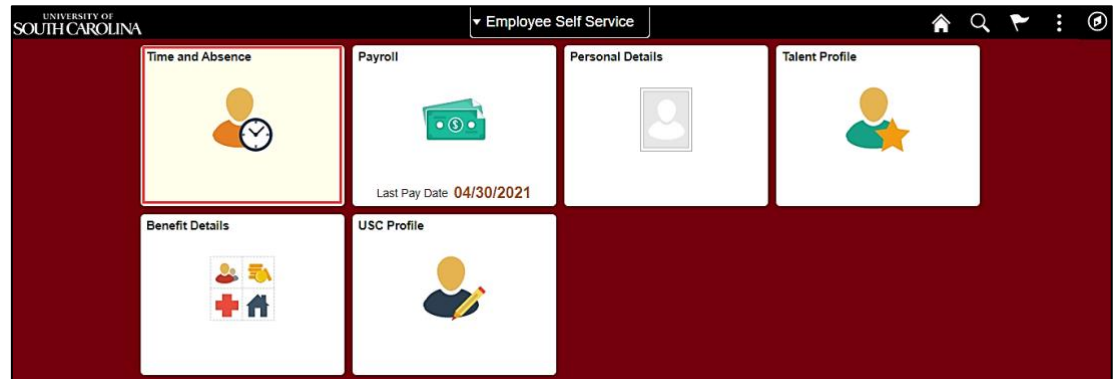 UNIVERSITY OF
SOUTH CAROLINA
Employee Self Service
Time and Absence
Payroll
Personal Details
Talent Profile
Last Pay Date 04/30/2021
Benefit Details
USC Profile